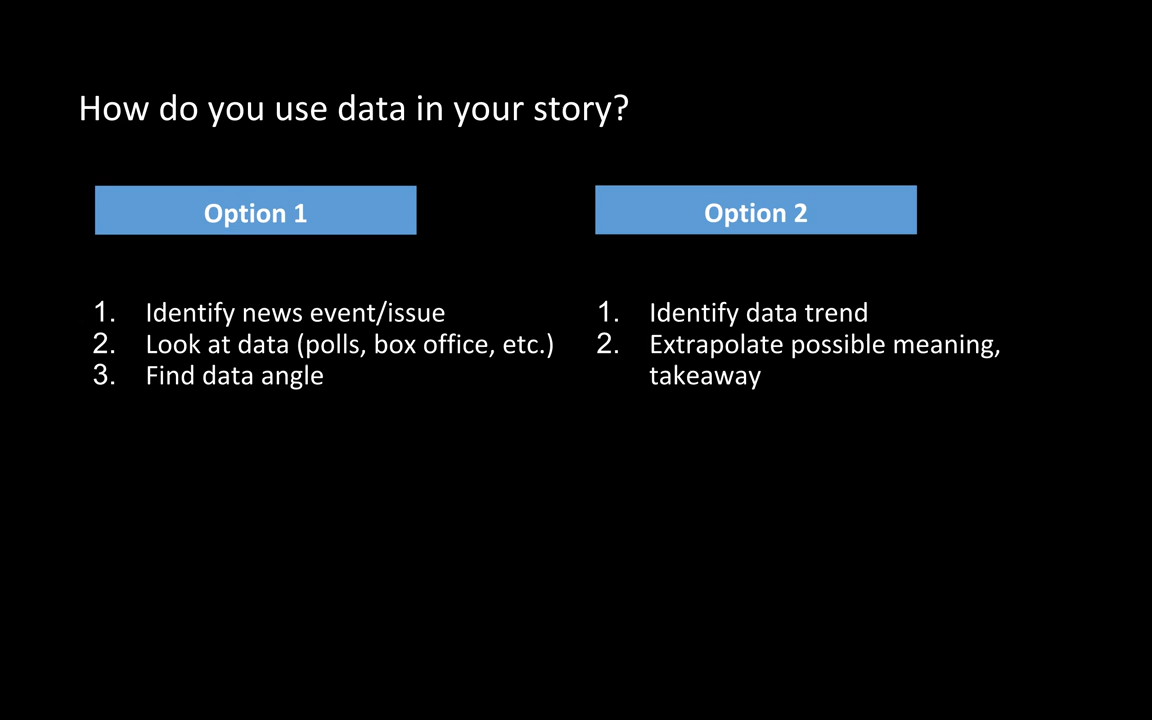 How do you use data in your story?
Option 1
1. Identify news event/issue
2. Look at data (polls, box office, etc.)
3. Find data angle
Option 2
1. Identify data trend
2. Extrapolate possible meaning,
takeaway